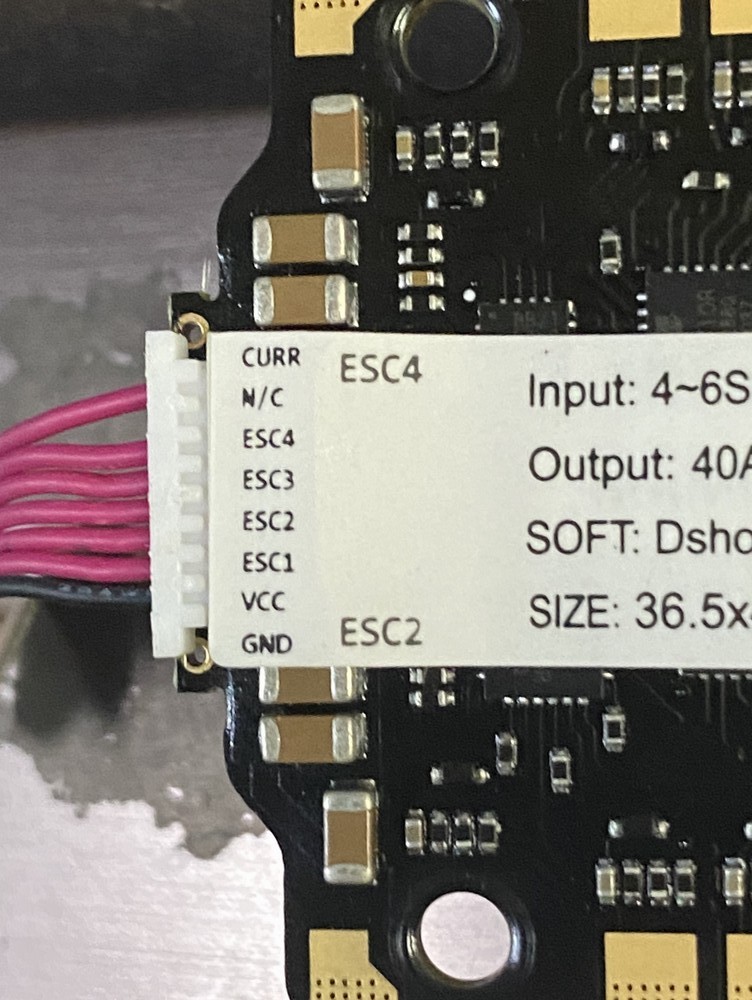 CURR
N/C
ESC4
ESC3
ESC2
ESC1
VCC
GND
ESC4
ESC2
Input: 4~6S
Output: 40A
SOFT: Dsho
SIZE: 36.5x